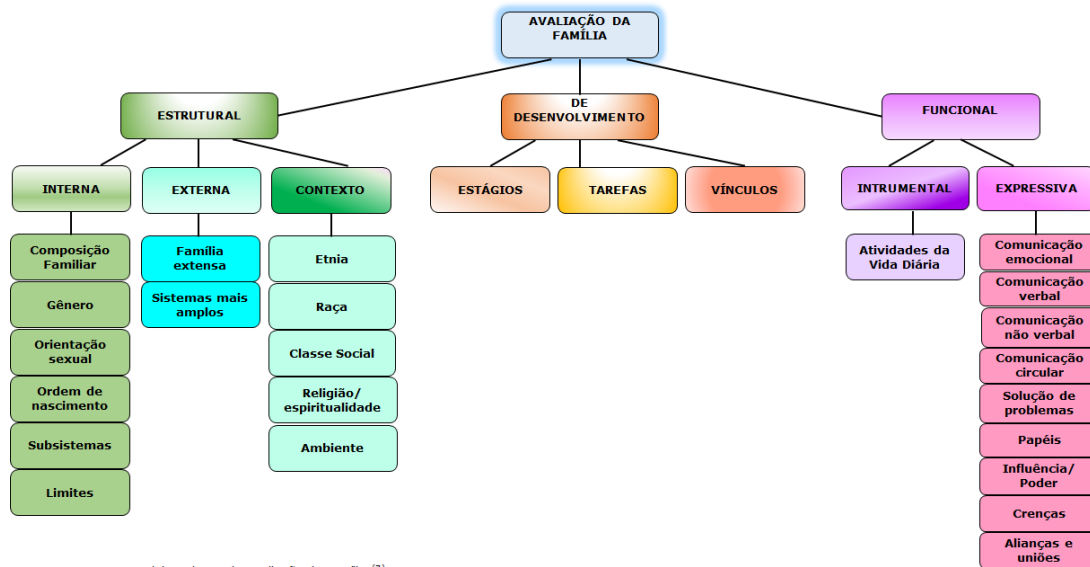 AVALIAÇÃO DA
FAMÍLIA
ESTRUTURAL
DE
DESENVOLVIMENTO
FUNCIONAL
INTERNA
EXTERNA
CONTEXTO
ESTÁGIOS
TAREFAS
VÍNCULOS
INTRUMENTAL
EXPRESSIVA
Composição
Familiar
Gênero
Orientação
sexual
Ordem de
nascimento
Subsistemas
Limites
Família
extensa
Sistemas mais
amplos
Etnia
Raça
Classe Social
Religião/
espiritualidade
Ambiente
Atividades da
Vida Diária
Comunicação
emocional
Comunicação
verbal
Comunicação
não verbal
Comunicação
circular
Solução de
problemas
Papéis
Influência/
Poder
Crenças
Alianças e
uniões
(3)